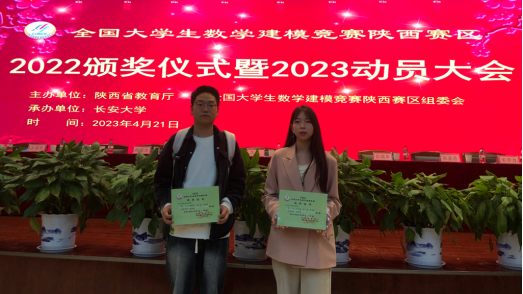 全国大学生数学建模竞赛陕西赛区
2022颁奖仪式暨2023动员大会
主办单位：陕西省教育厅 全国大学生数学建模竞赛陕西赛区组委会
承办单位：长安大学
时 间：2023年4月21日